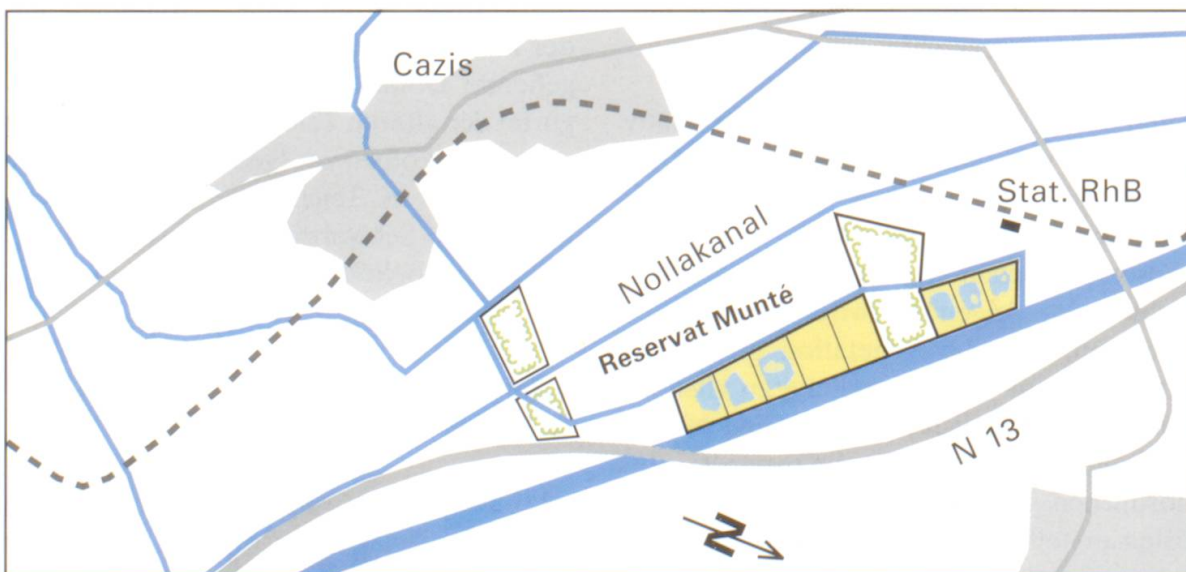 Cazis
Stat. RhB
Nollakanal
Reservat Munté
N 13
N